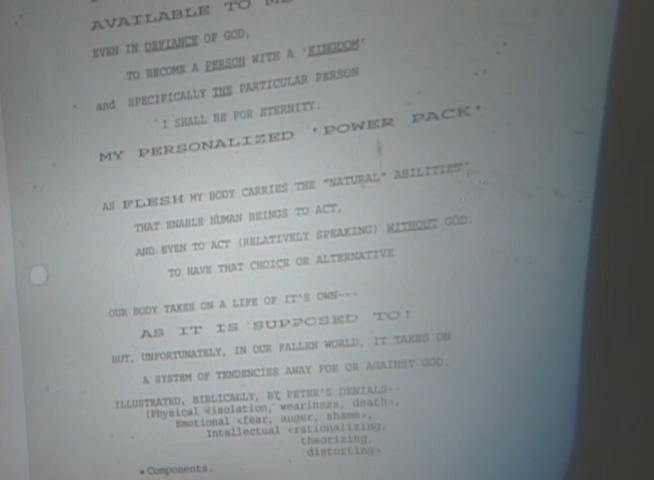 AVAILABLE TO ME
EVEN IN DEFIANCE OF GOD,
TO BECOME A PERSON WITH A 'KINGDOM'
and SPECIFICALLY THE PARTICULAR PERSON
I SHALL BE FOR ETERNITY.
MY PERSONALIZED 'POWER PACK'
AS FLESH MY BODY CARRIES THE "NATURAL" ABILITIES*,
THAT ENABLE HUMAN BEINGS TO ACT,
AND EVEN TO ACT (RELATIVELY SPEAKING) WITHOUT GOD.
TO HAVE THAT CHOICE OR ALTERNATIVE
OUR BODY TAKES ON A LIFE OF IT'S OWN---
AS IT IS SUPPOSED TO!
BUT, UNFORTUNATELY, IN OUR FALLEN WORLD, IT TAKES ON
A SYSTEM OF TENDENCIES AWAY FOR OR AGAINST GOD.
ILLUSTRATED, BIBLICALLY, BY PETER'S DENIALS--
(Physical <isolation, weariness, death>,
Emotional <fear, anger, shame>,
Intellectual <rationalizing,
theorizing,
distorting>
*Components.